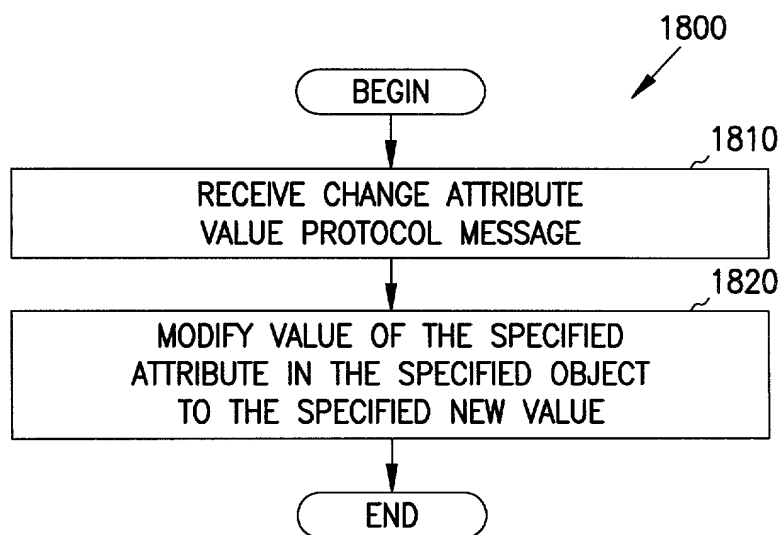 1800
BEGIN
1810
RECEIVE CHANGE ATTRIBUTE
VALUE PROTOCOL MESSAGE
1820
MODIFY VALUE OF THE SPECIFIED
ATTRIBUTE IN THE SPECIFIED OBJECT
TO THE SPECIFIED NEW VALUE
END